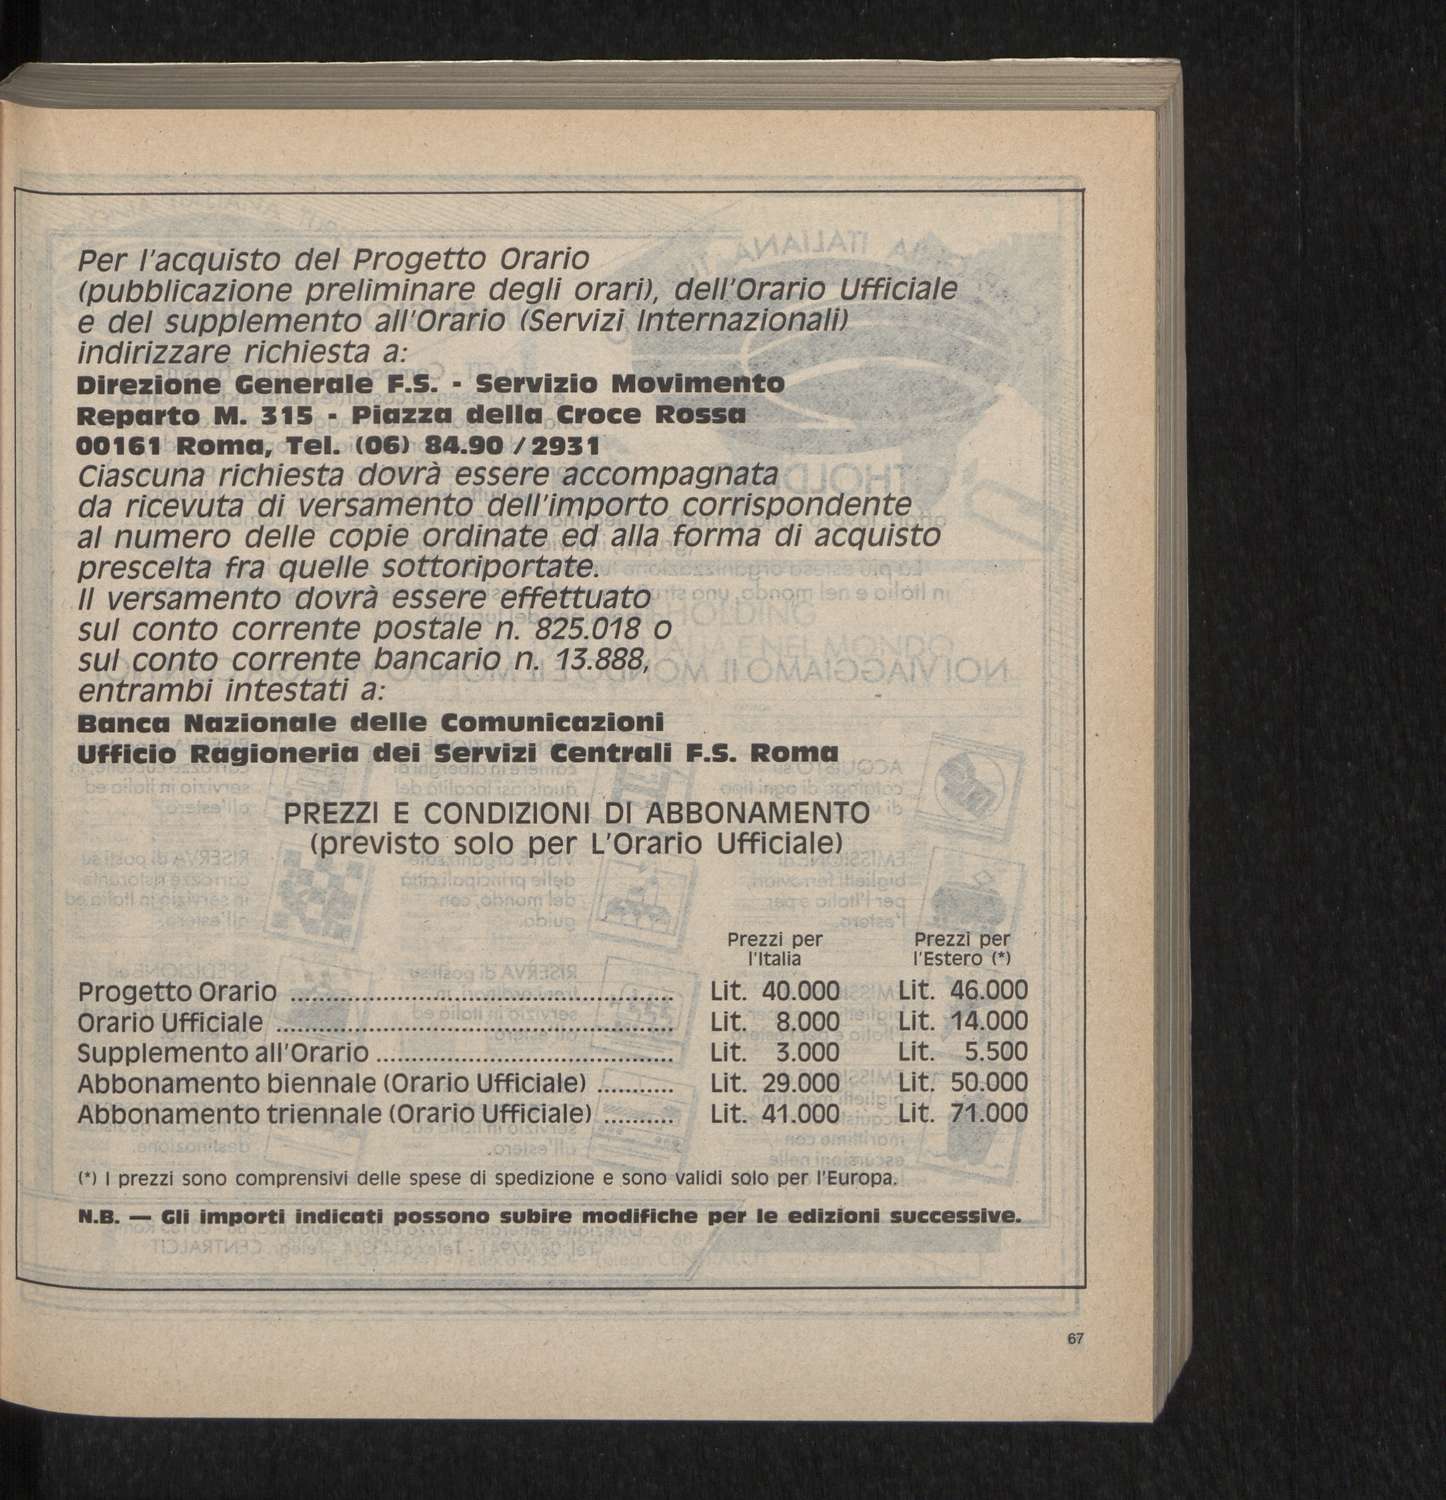 Per l'acquisto del Progetto Orario
(pubblicazione preliminare degli orari), dell'Orario Ufficiale
e del supplemento all'Orario (Servizi Internazionali)
indirizzare richiesta a:
Direzione Generale F.S. - Servizio Movimento
Reparto M. 315 - Piazza della Croce Rossa
00161 Roma, Tel. (06) 84.90 / 2931
Ciascuna richiesta dovrà essere accompagnata
da ricevuta di versamento dell'importo corrispondente
al numero delle copie ordinate ed alla forma di acquisto
prescelta fra quelle sottoriportate.
Il versamento dovrà essere effettuato
sul conto corrente postale n. 825.018 o
sul conto corrente bancario n. 13.888,
entrambi intestati a:
Banca Nazionale delle Comunicazioni
Ufficio Ragioneria dei Servizi Centrali F.S. Roma
PREZZI E CONDIZIONI DI ABBONAMENTO
(previsto solo per L'Orario Ufficiale)
Prezzi per l'Italia Prezzi per l'Estero (*)
Progetto Orario ........................................... Lit. 40.000 Lit. 46.000
Orario Ufficiale ............................................ Lit. 8.000 Lit. 14.000
Supplemento all'Orario ................................. Lit. 3.000 Lit. 5.500
Abbonamento biennale (Orario Ufficiale) ........... Lit. 29.000 Lit. 50.000
Abbonamento triennale (Orario Ufficiale) .......... Lit. 41.000 Lit. 71.000
(*) I prezzi sono comprensivi delle spese di spedizione e sono validi solo per l'Europa.
N.B. — Gli importi indicati possono subire modifiche per le edizioni successive.
67